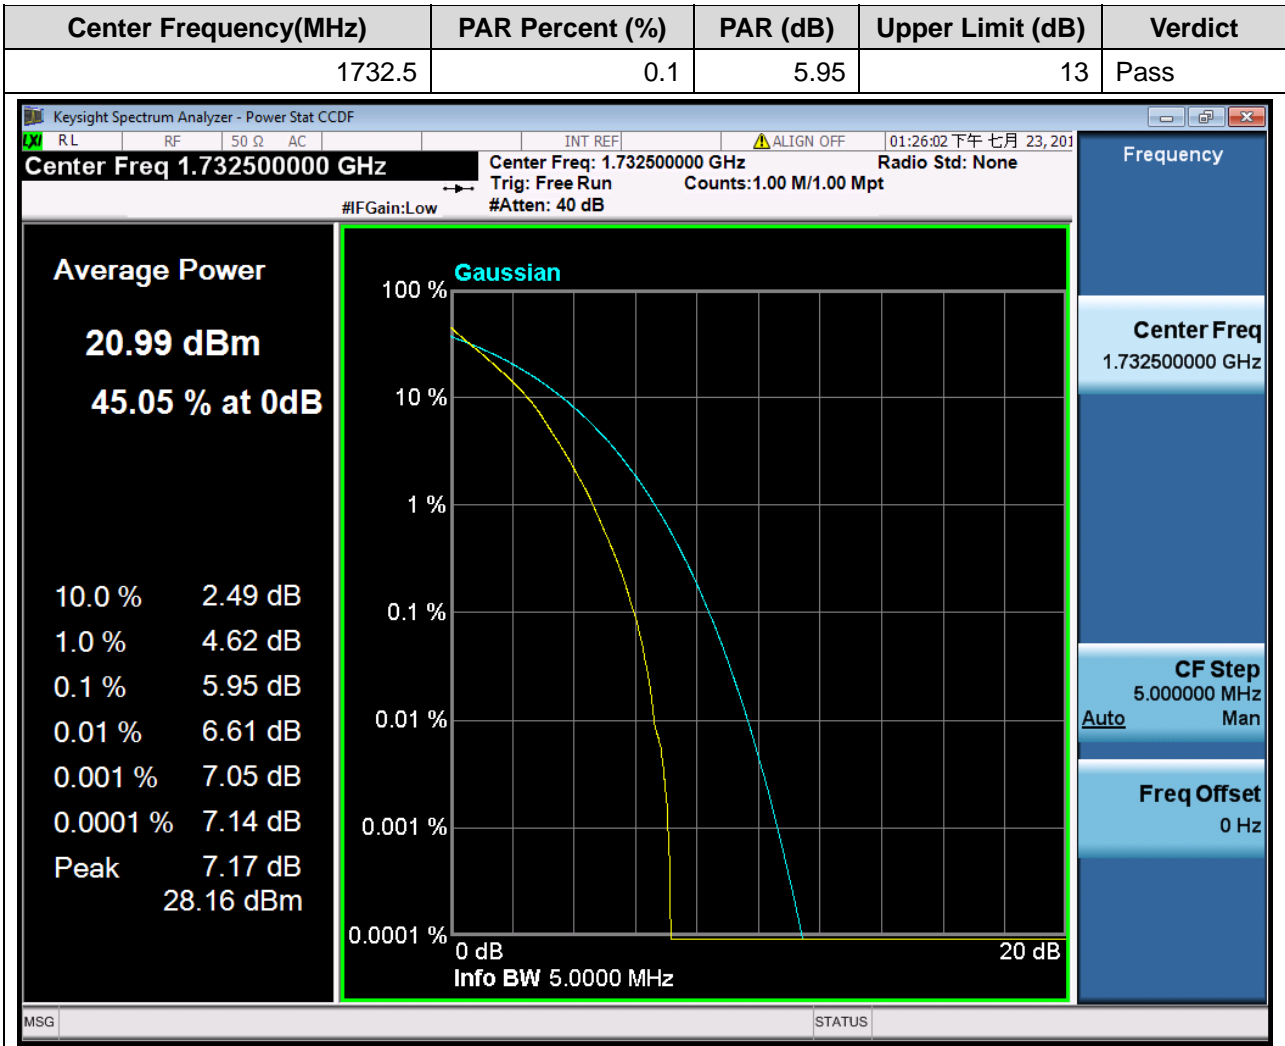 Center Frequency(MHz) PAR Percent (%) PAR (dB) Upper Limit (dB) Verdict
1732.5 0.1 5.95 13 Pass
Keysight Spectrum Analyzer - Power Stat CCDF
LXI RL RF 50 Ω AC INT REF ALIGN OFF 01:26:02 下午 七月 23, 201
Center Freq 1.732500000 GHz
Center Freq: 1.732500000 GHz Radio Std: None
Trig: Free Run Counts:1.00 M/1.00 Mpt
#IFGain:Low #Atten: 40 dB
Average Power
20.99 dBm
45.05 % at 0dB
10.0 % 2.49 dB
1.0 % 4.62 dB
0.1 % 5.95 dB
0.01 % 6.61 dB
0.001 % 7.05 dB
0.0001 % 7.14 dB
Peak 7.17 dB
28.16 dBm
Gaussian
100 %
10 %
1 %
0.1 %
0.01 %
0.001 %
0.0001 %
0 dB 20 dB
Info BW 5.0000 MHz
Frequency
Center Freq
1.732500000 GHz
CF Step
5.000000 MHz
Auto Man
Freq Offset
0 Hz
MSG STATUS